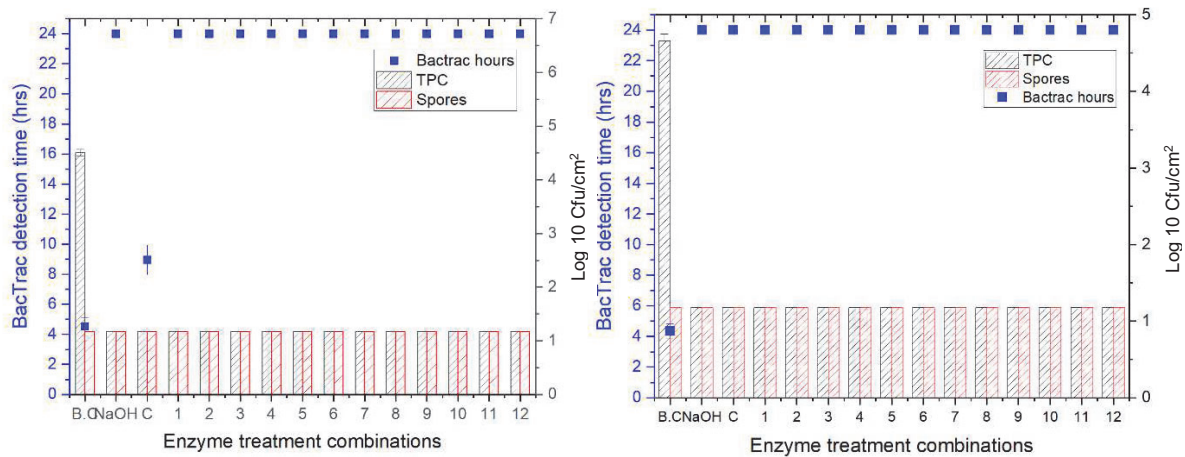 24
22
20
18
16
14
12
10
8
6
4
2
0
BacTrac detection time (hrs)
Bactrac hours
TPC
Spores
7
6
5
4
3
2
1
0
Log 10 Cfu/cm²
B.C NaOH C 1 2 3 4 5 6 7 8 9 10 11 12
Enzyme treatment combinations
24
22
20
18
16
14
12
10
8
6
4
2
0
BacTrac detection time (hrs)
TPC
Spores
Bactrac hours
5
4
3
2
1
0
Log 10 Cfu/cm²
B.C NaOH C 1 2 3 4 5 6 7 8 9 10 11 12
Enzyme treatment combinations